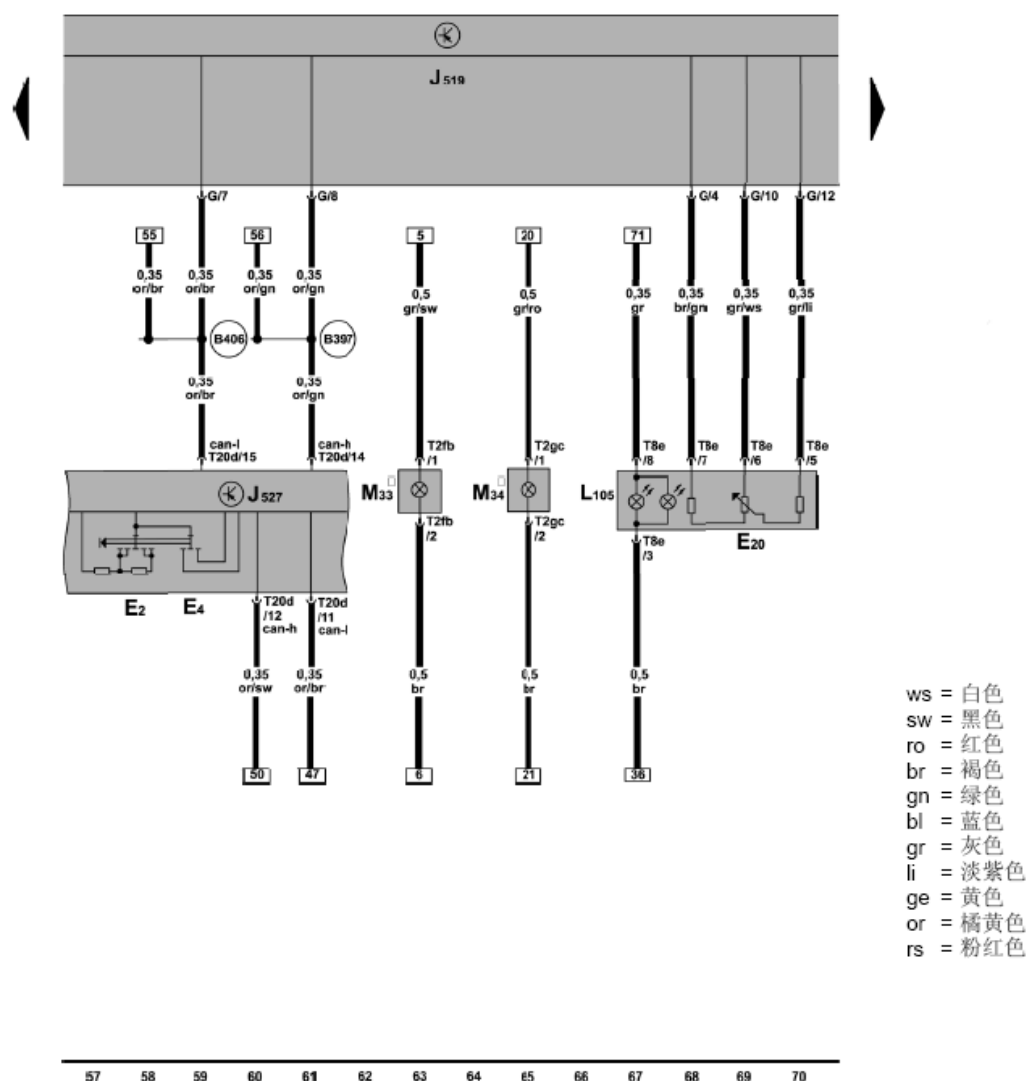 J519
G/7
G/8
G/4
G/10
G/12
55
56
5
20
71
0,35
or/br
0,35
or/br
0,35
or/gn
0,35
or/gn
0,5
gr/sw
0,5
gr/ro
0,35
gr
0,35
br/gn
0,35
gr/ws
0,35
gr/li
B406
B397
0,35
or/br
0,35
or/gn
can-l
T20d/15
can-h
T20d/14
T2fb
/1
T2gc
/1
T8e
/8
T8e
/7
T8e
/6
T8e
/5
J527
M33
M34
L105
T2fb
/2
T2gc
/2
T8e
/3
E20
E2
E4
T20d
/12
can-h
T20d
/11
can-l
0,35
or/sw
0,35
or/br
0,5
br
0,5
br
0,5
br
50
47
6
21
36
ws = 白色
sw = 黑色
ro = 红色
br = 褐色
gn = 绿色
bl = 蓝色
gr = 灰色
li = 淡紫色
ge = 黄色
or = 橘黄色
rs = 粉红色
57 58 59 60 61 62 63 64 65 66 67 68 69 70